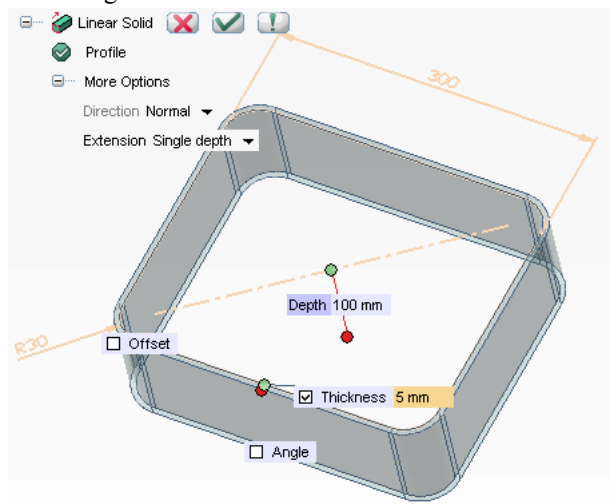 Linear Solid
Profile
More Options
Direction Normal
Extension Single depth
300
Depth 100 mm
R30
Offset
Thickness 5 mm
Angle